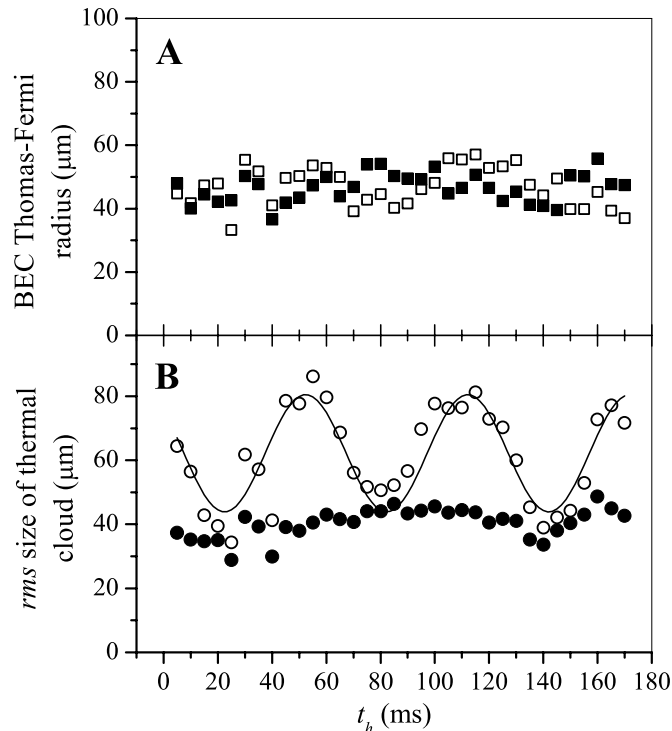 A
BEC Thomas-Fermi
radius (μm)
100
80
60
40
20
0
B
rms size of thermal
cloud (μm)
80
60
40
20
0
0 20 40 60 80 100 120 140 160 180
t_h (ms)